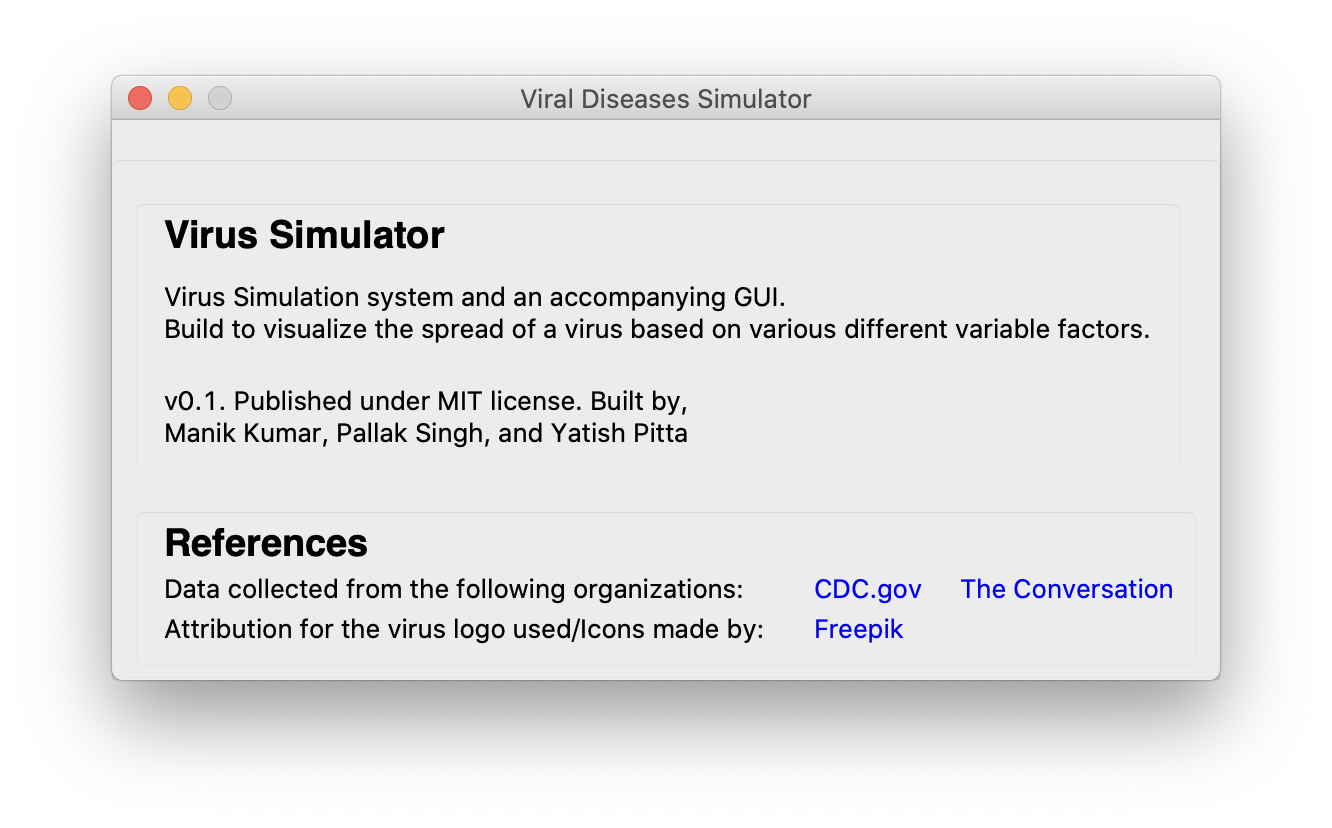 Viral Diseases Simulator
Virus Simulator
Virus Simulation system and an accompanying GUI.
Build to visualize the spread of a virus based on various different variable factors.
v0.1. Published under MIT license. Built by,
Manik Kumar, Pallak Singh, and Yatish Pitta
References
Data collected from the following organizations: CDC.gov The Conversation
Attribution for the virus logo used/Icons made by: Freepik